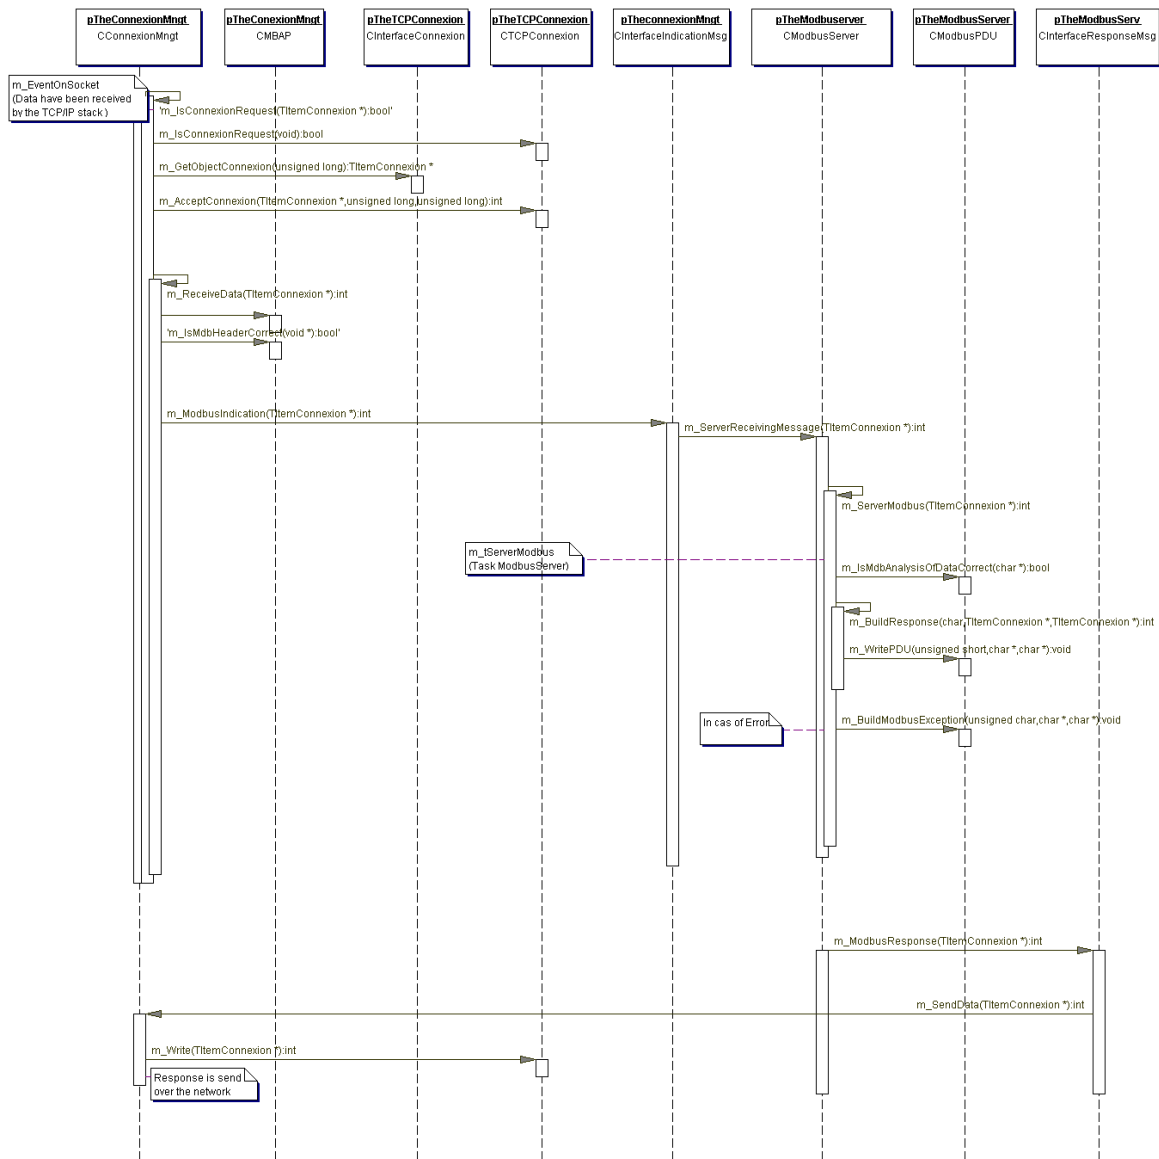 pTheConnexionMngt
CConnexionMngt
pTheConexionMngt
CMBAP
pTheTCPConnexion
CInterfaceConnexion
pTheTCPConnexion
CTCPConnexion
pTheconnexionMngt
CInterfaceIndicationMsg
pTheModbuserver
CModbusServer
pTheModbusServer
CModbusPDU
pTheModbusServ
CInterfaceResponseMsg
m_EventOnSocket
(Data have been received
by the TCP/IP stack )
'm_IsConnexionRequest(TItemConnexion *):bool'
m_IsConnexionRequest(void):bool
m_GetObjectConnexion(unsigned long):TItemConnexion *
m_AcceptConnexion(TItemConnexion *,unsigned long,unsigned long):int
m_ReceiveData(TItemConnexion *):int
'm_IsMdbHeaderCorrect(void *):bool'
m_ModbusIndication(TItemConnexion *):int
m_ServerReceivingMessage(TItemConnexion *):int
m_ServerModbus(TItemConnexion *):int
m_tServerModbus
(Task ModbusServer)
m_IsMdbAnalysisOfDataCorrect(char *):bool
m_BuildResponse(char,TItemConnexion *,TItemConnexion *):int
m_WritePDU(unsigned short,char *,char *):void
In cas of Error
m_BuildModbusException(unsigned char,char *,char *):void
m_ModbusResponse(TItemConnexion *):int
m_SendData(TItemConnexion *):int
m_Write(TItemConnexion *):int
Response is send
over the network